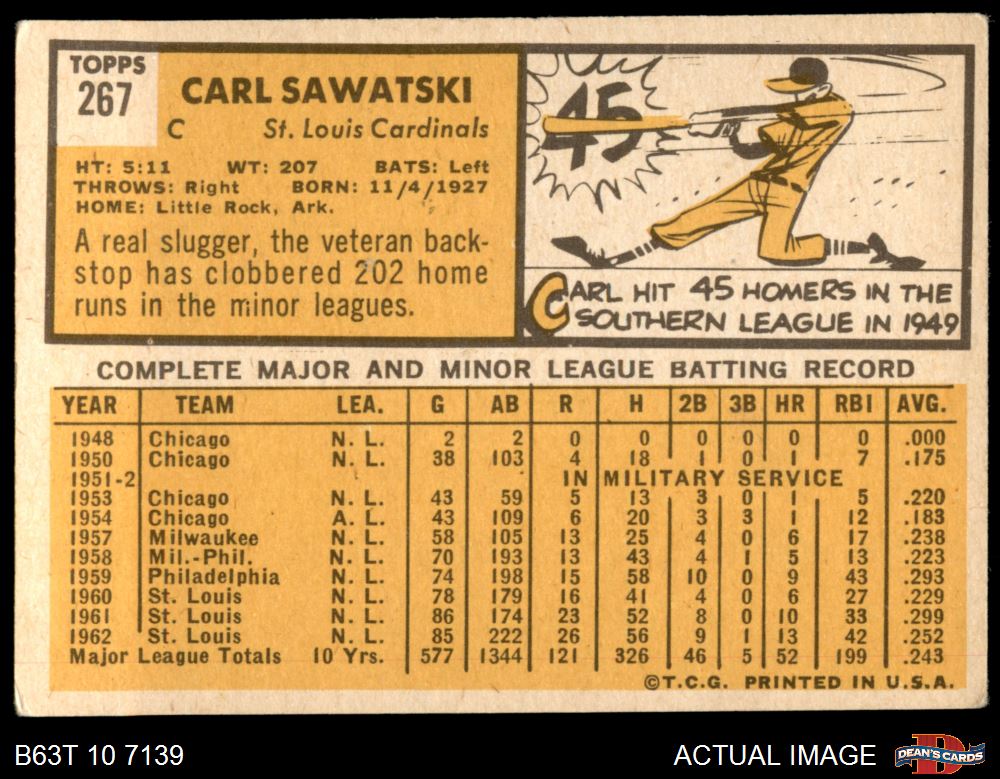 TOPPS
267
CARL SAWATSKI
C St. Louis Cardinals
HT: 5:11 WT: 207 BATS: Left
THROWS: Right BORN: 11/4/1927
HOME: Little Rock, Ark.
A real slugger, the veteran back-
stop has clobbered 202 home
runs in the minor leagues.
45
CARL HIT 45 HOMERS IN THE
SOUTHERN LEAGUE IN 1949
COMPLETE MAJOR AND MINOR LEAGUE BATTING RECORD
YEAR TEAM LEA. G AB R H 2B 3B HR RBI AVG.
1948 Chicago N. L. 2 2 0 0 0 0 0 0 .000
1950 Chicago N. L. 38 103 4 18 1 0 1 7 .175
1951-2 IN MILITARY SERVICE
1953 Chicago N. L. 43 59 5 13 3 0 1 5 .220
1954 Chicago A. L. 43 109 6 20 3 3 1 12 .183
1957 Milwaukee N. L. 58 105 13 25 4 0 6 17 .238
1958 Mil.-Phil. N. L. 70 193 13 43 4 1 5 13 .223
1959 Philadelphia N. L. 74 198 15 58 10 0 9 43 .293
1960 St. Louis N. L. 78 179 16 41 4 0 6 27 .229
1961 St. Louis N. L. 86 174 23 52 8 0 10 33 .299
1962 St. Louis N. L. 85 222 26 56 9 1 13 42 .252
Major League Totals 10 Yrs. 577 1344 121 326 46 5 52 199 .243
©T.C.G. PRINTED IN U.S.A.
B63T 10 7139
ACTUAL IMAGE
DEAN'S CARDS